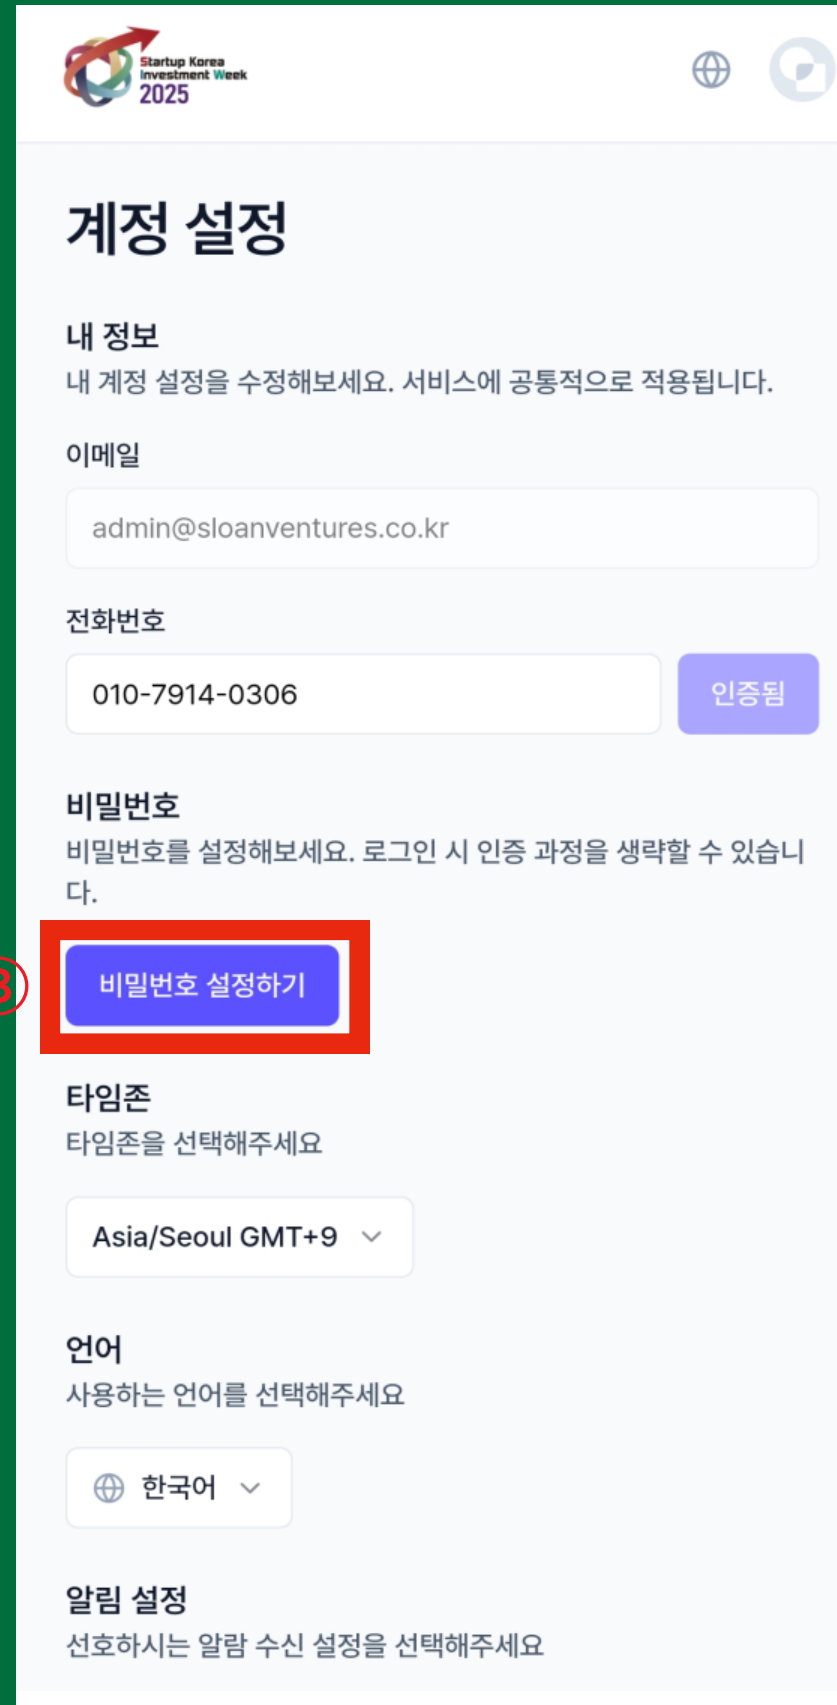 Startup Korea
Investment Week
2025
계정 설정
내 정보
내 계정 설정을 수정해보세요. 서비스에 공통적으로 적용됩니다.
이메일
admin@sloanventures.co.kr
전화번호
010-7914-0306
인증됨
비밀번호
비밀번호를 설정해보세요. 로그인 시 인증 과정을 생략할 수 있습니
다.
비밀번호 설정하기
타임존
타임존을 선택해주세요
Asia/Seoul GMT+9
언어
사용하는 언어를 선택해주세요
한국어
알림 설정
선호하시는 알람 수신 설정을 선택해주세요